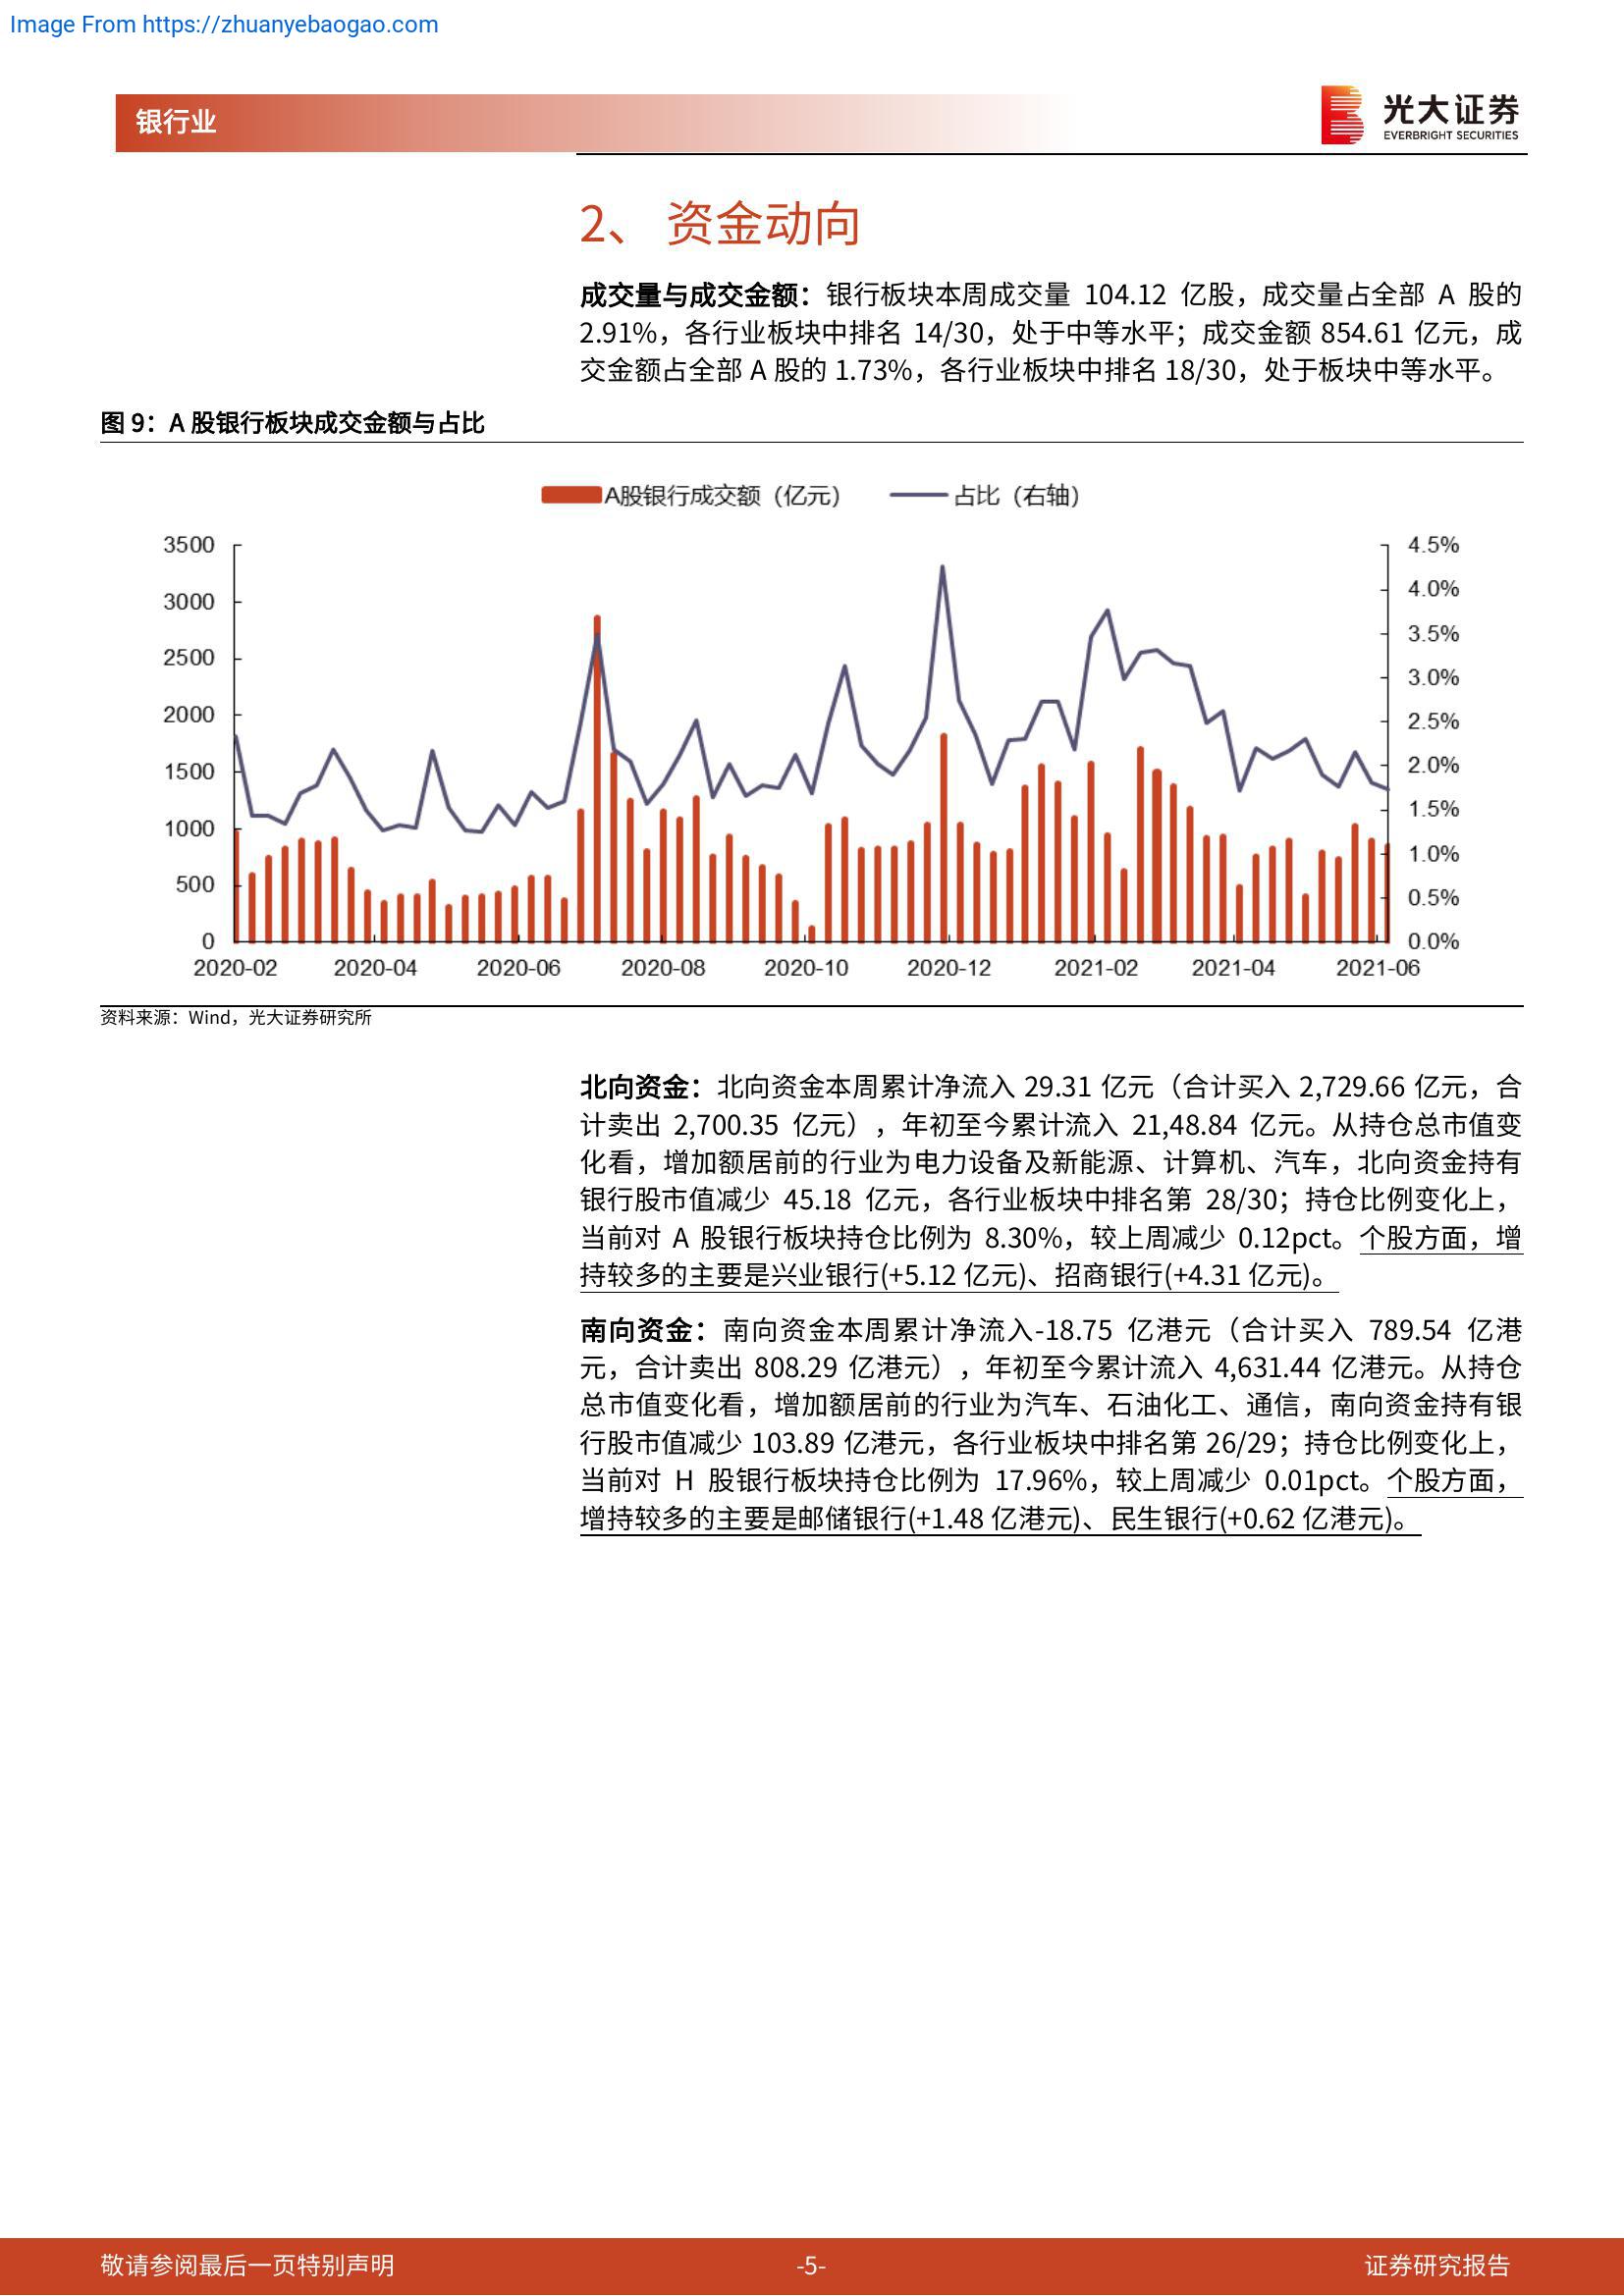 Image From https://zhuanyebaogao.com
银行业
光大证券
EVERBRIGHT SECURITIES
2、 资金动向
成交量与成交金额：银行板块本周成交量 104.12 亿股，成交量占全部 A 股的
2.91%，各行业板块中排名 14/30，处于中等水平；成交金额 854.61 亿元，成
交金额占全部 A 股的 1.73%，各行业板块中排名 18/30，处于板块中等水平。
图 9：A 股银行板块成交金额与占比
A股银行成交额（亿元） 占比（右轴）
3500 4.5%
3000 4.0%
2500 3.5%
2000 3.0%
1500 2.5%
1000 2.0%
500 1.5%
0 1.0%
0.5%
0.0%
2020-02 2020-04 2020-06 2020-08 2020-10 2020-12 2021-02 2021-04 2021-06
资料来源：Wind，光大证券研究所
北向资金：北向资金本周累计净流入 29.31 亿元（合计买入 2,729.66 亿元，合
计卖出 2,700.35 亿元），年初至今累计流入 21,48.84 亿元。从持仓总市值变
化看，增加额居前的行业为电力设备及新能源、计算机、汽车，北向资金持有
银行股市值减少 45.18 亿元，各行业板块中排名第 28/30；持仓比例变化上，
当前对 A 股银行板块持仓比例为 8.30%，较上周减少 0.12pct。个股方面，增
持较多的主要是兴业银行(+5.12 亿元)、招商银行(+4.31 亿元)。
南向资金：南向资金本周累计净流入-18.75 亿港元（合计买入 789.54 亿港
元，合计卖出 808.29 亿港元），年初至今累计流入 4,631.44 亿港元。从持仓
总市值变化看，增加额居前的行业为汽车、石油化工、通信，南向资金持有银
行股市值减少 103.89 亿港元，各行业板块中排名第 26/29；持仓比例变化上，
当前对 H 股银行板块持仓比例为 17.96%，较上周减少 0.01pct。个股方面，
增持较多的主要是邮储银行(+1.48 亿港元)、民生银行(+0.62 亿港元)。
敬请参阅最后一页特别声明 -5- 证券研究报告